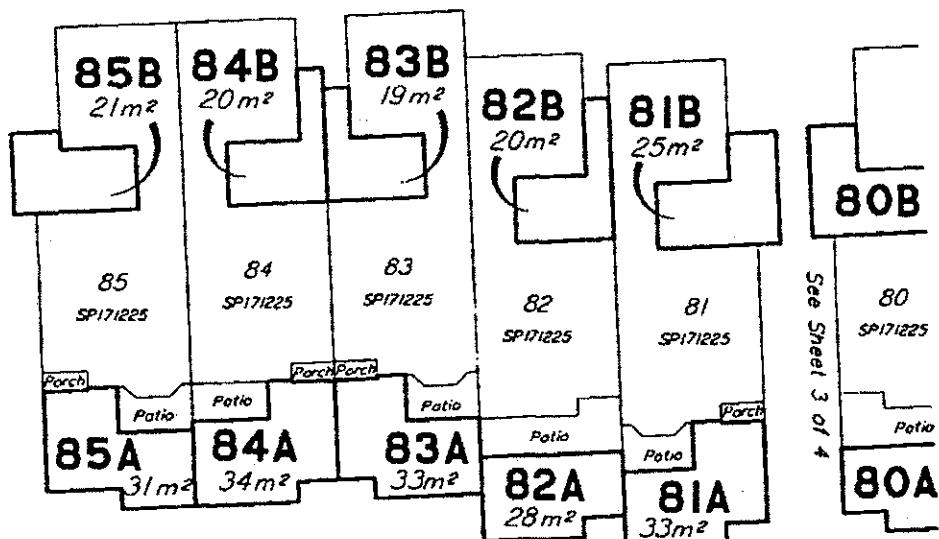 85B
21m²
84B
20m²
83B
19m²
82B
20m²
81B
25m²
80B
85
SP171225
84
SP171225
83
SP171225
82
SP171225
81
SP171225
See Sheet 3 of 4
80
SP171225
Porch
Patio
Patio
Porch
Porch
Patio
Patio
Patio
Porch
Patio
85A
31m²
84A
34m²
83A
33m²
82A
28m²
81A
33m²
80A